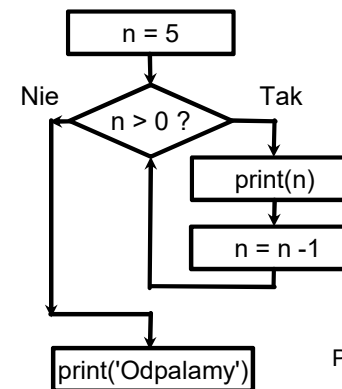 n = 5
Nie
Tak
n > 0 ?
print(n)
n = n -1
P
print('Odpalamy')